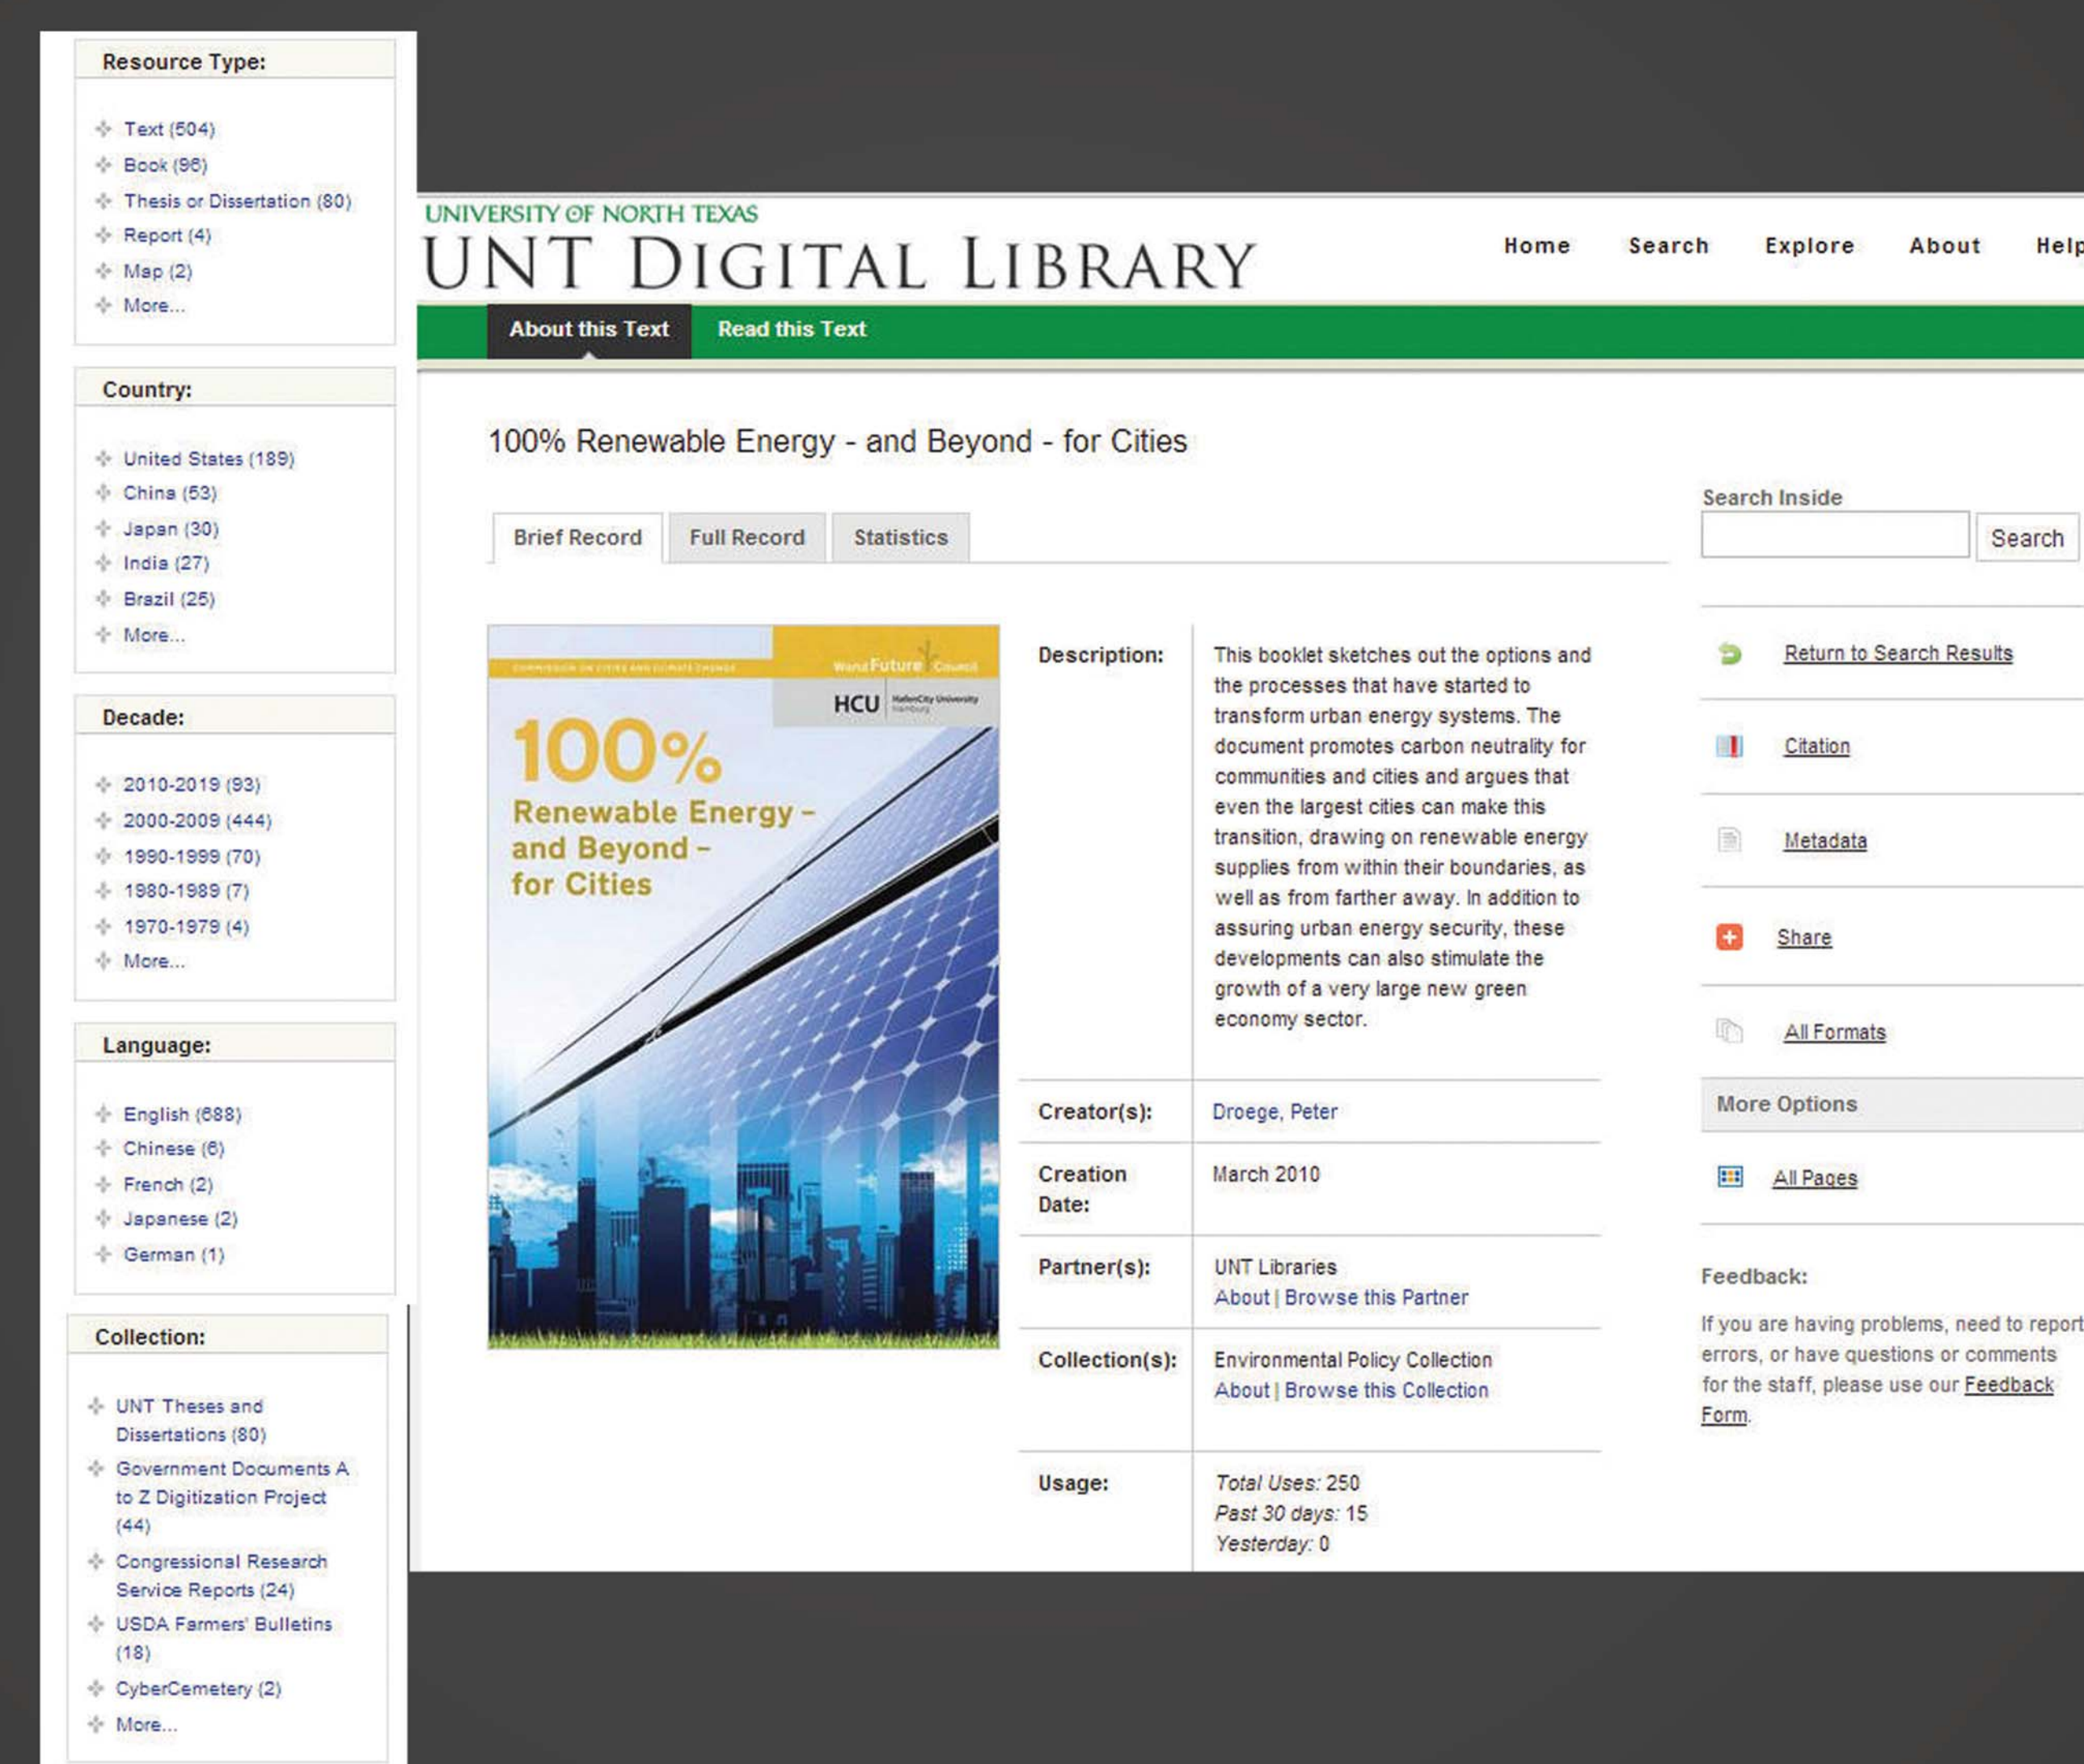 Resource Type:
Text (504)
Book (96)
Thesis or Dissertation (80)
Report (4)
Map (2)
More...
Country:
United States (189)
China (53)
Japan (30)
India (27)
Brazil (25)
More...
Decade:
2010-2019 (93)
2000-2009 (444)
1990-1999 (70)
1980-1989 (7)
1970-1979 (4)
More...
Language:
English (688)
Chinese (6)
French (2)
Japanese (2)
German (1)
Collection:
UNT Theses and
Dissertations (80)
Government Documents A
to Z Digitization Project
(44)
Congressional Research
Service Reports (24)
USDA Farmers' Bulletins
(18)
CyberCemetery (2)
More...
UNIVERSITY OF NORTH TEXAS
UNT DIGITAL LIBRARY
Home Search Explore About Help
About this Text Read this Text
100% Renewable Energy - and Beyond - for Cities
Brief Record Full Record Statistics
COMMISSION ON CITIES AND CLIMATE CHANGE
World Future Council
HCU HafenCity University
Hamburg
100%
Renewable Energy –
and Beyond –
for Cities
Description:
This booklet sketches out the options and
the processes that have started to
transform urban energy systems. The
document promotes carbon neutrality for
communities and cities and argues that
even the largest cities can make this
transition, drawing on renewable energy
supplies from within their boundaries, as
well as from farther away. In addition to
assuring urban energy security, these
developments can also stimulate the
growth of a very large new green
economy sector.
Creator(s): Droege, Peter
Creation
Date:
March 2010
Partner(s): UNT Libraries
About | Browse this Partner
Collection(s): Environmental Policy Collection
About | Browse this Collection
Usage: Total Uses: 250
Past 30 days: 15
Yesterday: 0
Search Inside
Search
Return to Search Results
Citation
Metadata
Share
All Formats
More Options
All Pages
Feedback:
If you are having problems, need to report
errors, or have questions or comments
for the staff, please use our Feedback
Form.